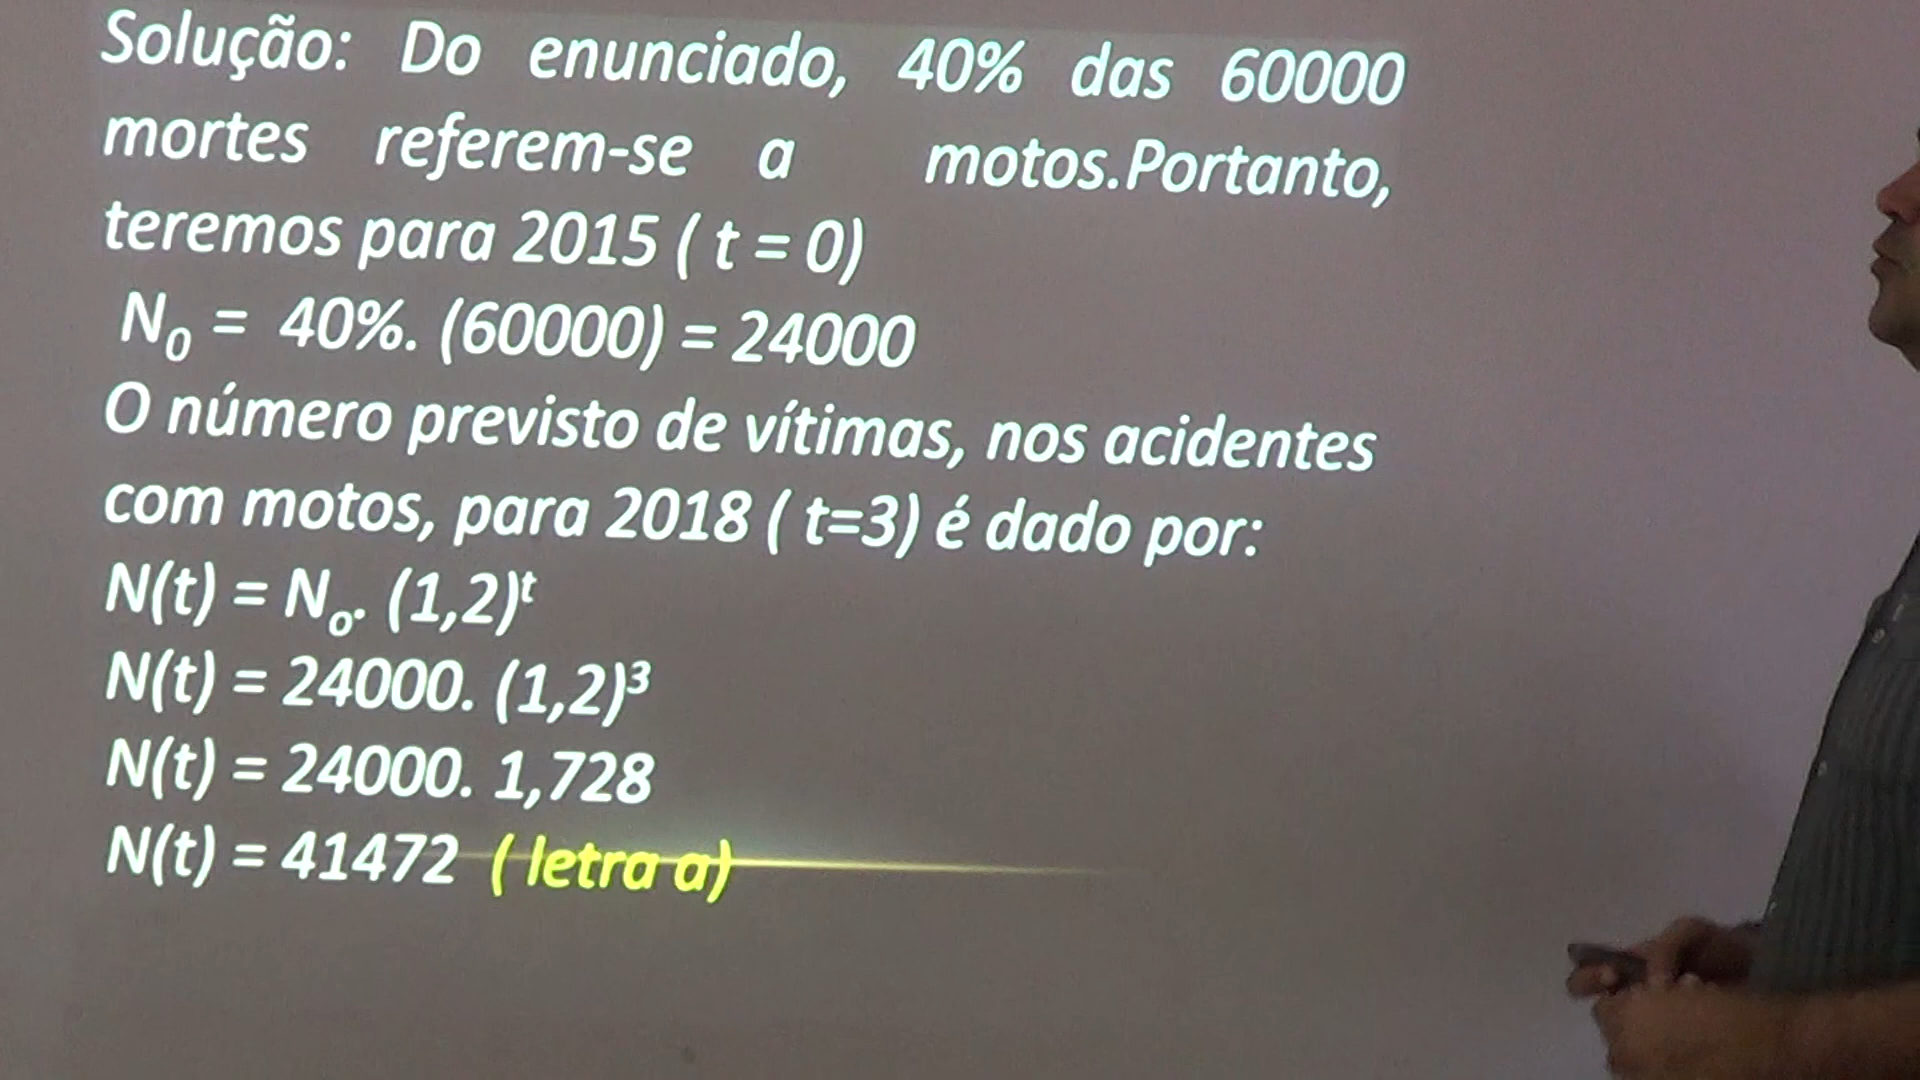 Solução: Do enunciado, 40% das 60000
mortes referem-se a motos.Portanto,
teremos para 2015 ( t = 0)
N₀ = 40%. (60000) = 24000
O número previsto de vítimas, nos acidentes
com motos, para 2018 ( t=3) é dado por:
N(t) = Nₒ. (1,2)ᵗ
N(t) = 24000. (1,2)³
N(t) = 24000. 1,728
N(t) = 41472 ( letra a)